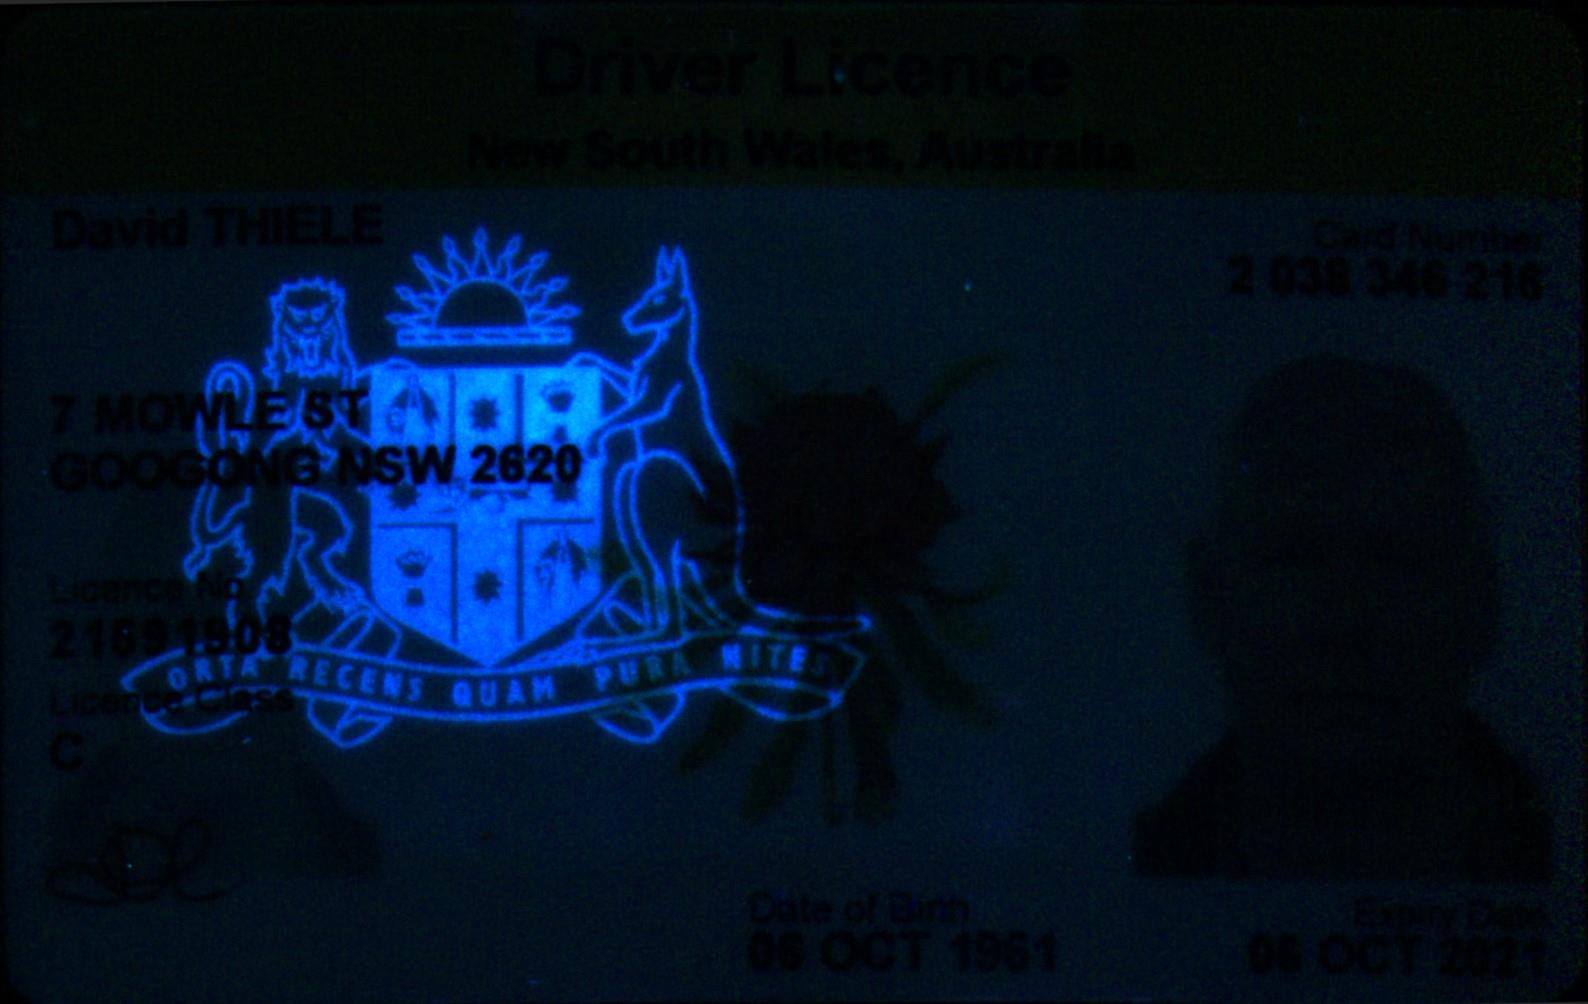 Driver Licence
New South Wales, Australia
David THIELE
Card Number
2 038 346 216
7 MOWLE ST
GOOGONG NSW 2620
Licence No.
Licence Class
C
ORTA RECENS QUAM PURA NITES
Date of Birth
06 OCT 1961
Expiry Date
06 OCT 2021